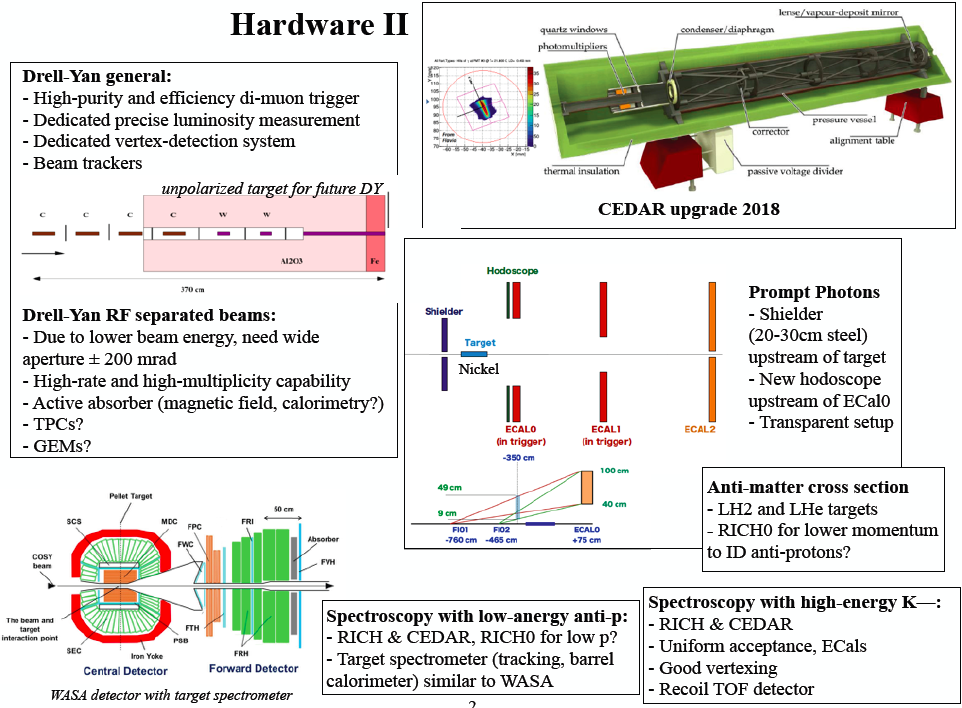 Hardware II
Drell-Yan general:
- High-purity and efficiency di-muon trigger
- Dedicated precise luminosity measurement
- Dedicated vertex-detection system
- Beam trackers
unpolarized target for future DY
C C C C W W
Al2O3 Fe
370 cm
Drell-Yan RF separated beams:
- Due to lower beam energy, need wide
aperture ± 200 mrad
- High-rate and high-multiplicity capability
- Active absorber (magnetic field, calorimetry?)
- TPCs?
- GEMs?
lense/vapour-deposit mirror
quartz windows
condenser/diaphragm
photomultipliers
corrector
pressure vessel
alignment table
thermal insulation
passive voltage divider
From
Flavio
X (mm)
CEDAR upgrade 2018
Hodoscope
Shielder
Target
Nickel
ECAL0
(in trigger)
ECAL1
(in trigger)
ECAL2
-350 cm
100 cm
49 cm
40 cm
9 cm
FI01
-760 cm
FI02
-465 cm
ECAL0
+75 cm
Prompt Photons
- Shielder
(20-30cm steel)
upstream of target
- New hodoscope
upstream of ECal0
- Transparent setup
Anti-matter cross section
- LH2 and LHe targets
- RICH0 for lower momentum
to ID anti-protons?
Pellet Target
50 cm
SCS
MDC
FPC
FRI
FWC
Absorber
FVH
COSY
beam
The beam and
target
interaction point
SEC
Iron Yoke
PSB
FTH
FRH
Central Detector
Forward Detector
WASA detector with target spectrometer
Spectroscopy with low-anergy anti-p:
- RICH & CEDAR, RICH0 for low p?
- Target spectrometer (tracking, barrel
calorimeter) similar to WASA
Spectroscopy with high-energy K—:
- RICH & CEDAR
- Uniform acceptance, ECals
- Good vertexing
- Recoil TOF detector